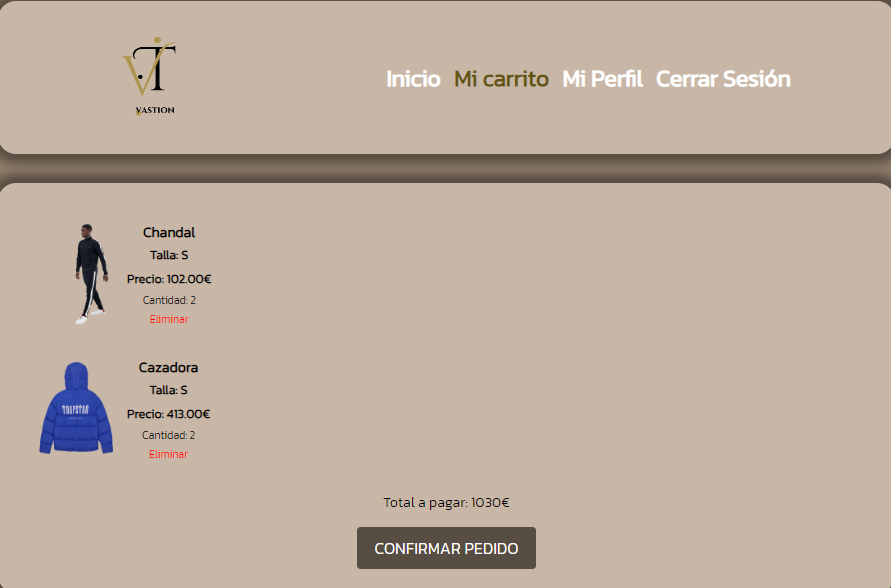 VASTION
Inicio Mi carrito Mi Perfil Cerrar Sesión
Chandal
Talla: S
Precio: 102.00€
Cantidad: 2
Eliminar
TRAPSTAR
Cazadora
Talla: S
Precio: 413.00€
Cantidad: 2
Eliminar
Total a pagar: 1030€
CONFIRMAR PEDIDO